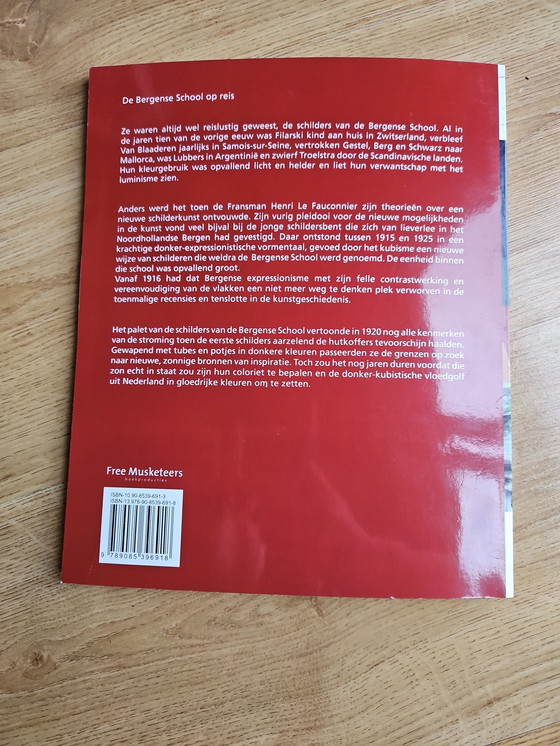 De Bergense School op reis
Ze waren altijd wel reislustig geweest, de schilders van de Bergense School. Al in
de jaren tien van de vorige eeuw was Filarski kind aan huis in Zwitserland, verbleef
Van Blaaderen jaarlijks in Samois-sur-Seine, vertrokken Gestel, Berg en Schwarz naar
Mallorca, was Lubbers in Argentinië en zwierf Troelstra door de Scandinavische landen.
Hun kleurgebruik was opvallend licht en helder en liet hun verwantschap met het
luminisme zien.
Anders werd het toen de Fransman Henri Le Fauconnier zijn theorieën over een
nieuwe schilderkunst ontvouwde. Zijn vurig pleidooi voor de nieuwe mogelijkheden
in de kunst vond veel bijval bij de jonge schildersbent die zich van lieverlee in het
Noordhollandse Bergen had gevestigd. Daar ontstond tussen 1915 en 1925 in een
krachtige donker-expressionistische vormentaal, gevoed door het kubisme een nieuwe
wijze van schilderen die weldra de Bergense School werd genoemd. De eenheid binnen
die school was opvallend groot.
Vanaf 1916 had dat Bergense expressionisme met zijn felle contrastwerking en
vereenvoudiging van de vlakken een niet meer weg te denken plek verworven in de
toenmalige recensies en tenslotte in de kunstgeschiedenis.
Het palet van de schilders van de Bergense School vertoonde in 1920 nog alle kenmerken
van de stroming toen de eerste schilders aarzelend de hutkoffers tevoorschijn haalden.
Gewapend met tubes en potjes in donkere kleuren passeerden ze de grenzen op zoek
naar nieuwe, zonnige bronnen van inspiratie. Toch zou het nog jaren duren voordat die
zon echt in staat zou zijn hun coloriet te bepalen en de donker-kubistische vloedgolf
uit Nederland in gloedrijke kleuren om te zetten.
Free Musketeers
boekproducties
ISBN-10 90-8539-691-3
ISBN-13 978-90-8539-691-8
9 789085 396918